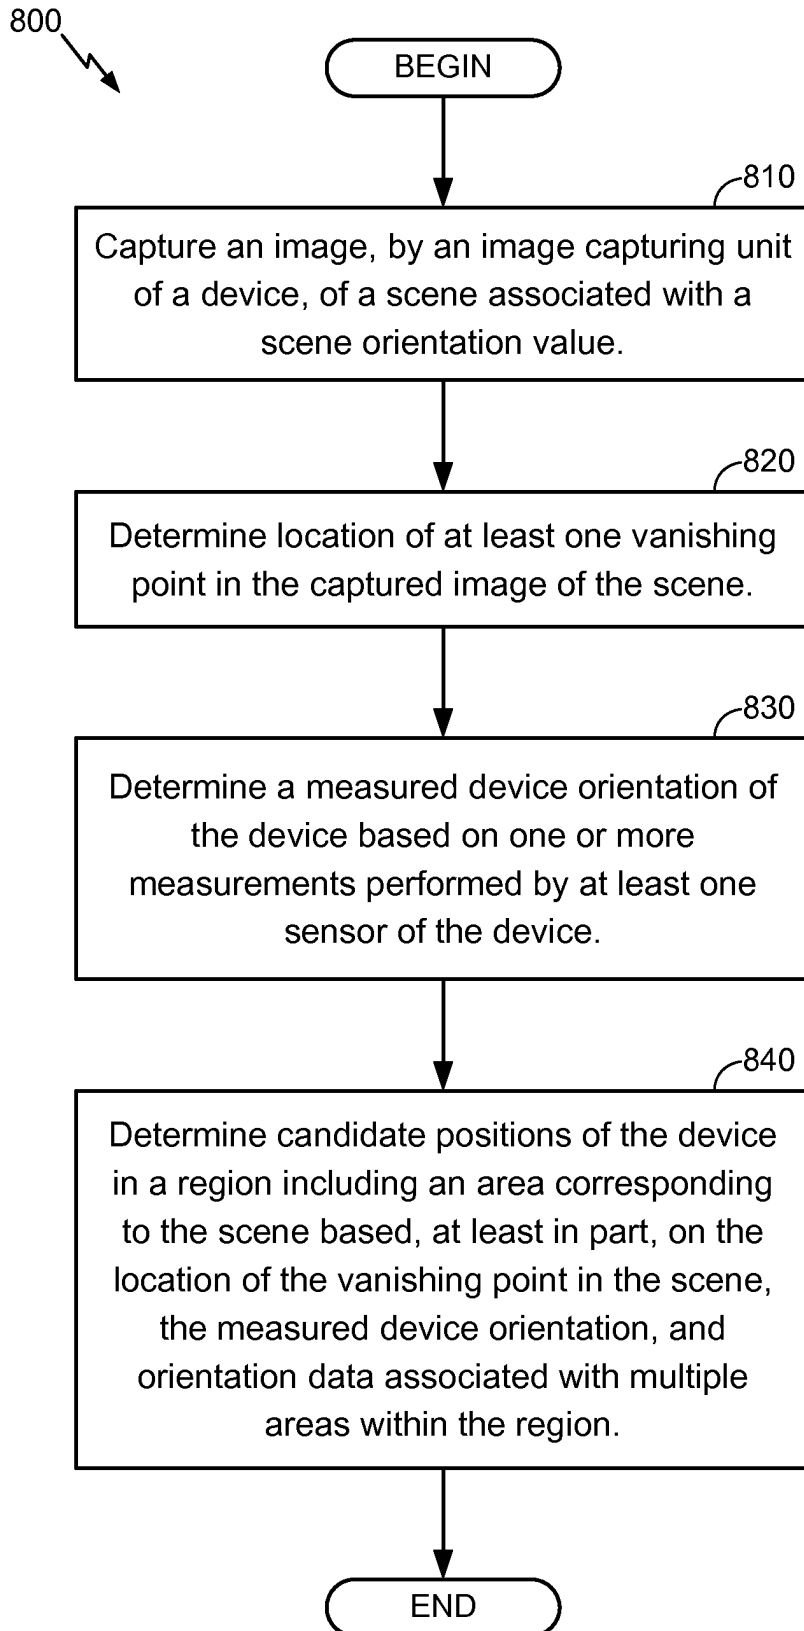 800
BEGIN
810
Capture an image, by an image capturing unit
of a device, of a scene associated with a
scene orientation value.
820
Determine location of at least one vanishing
point in the captured image of the scene.
830
Determine a measured device orientation of
the device based on one or more
measurements performed by at least one
sensor of the device.
840
Determine candidate positions of the device
in a region including an area corresponding
to the scene based, at least in part, on the
location of the vanishing point in the scene,
the measured device orientation, and
orientation data associated with multiple
areas within the region.
END